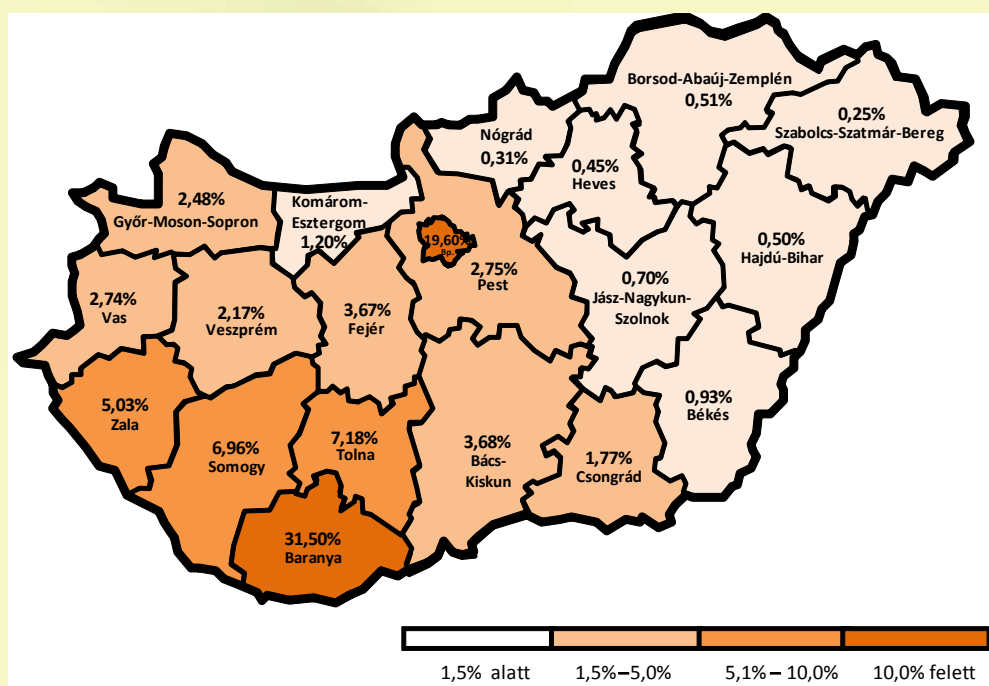 Borsod-Abaúj-Zemplén
0,51%
0,25%
Szabolcs-Szatmár-Bereg
Nógrád
0,31%
0,45%
Heves
2,48%
Győr-Moson-Sopron
Komárom-
Esztergom
1,20%
19,60%
Bp.
2,75%
Pest
0,50%
Hajdú-Bihar
0,70%
Jász-Nagykun-
Szolnok
2,74%
Vas
2,17%
Veszprém
3,67%
Fejér
0,93%
Békés
5,03%
Zala
6,96%
Somogy
7,18%
Tolna
3,68%
Bács-
Kiskun
1,77%
Csongrád
31,50%
Baranya
1,5% alatt
1,5%–5,0%
5,1%– 10,0%
10,0% felett